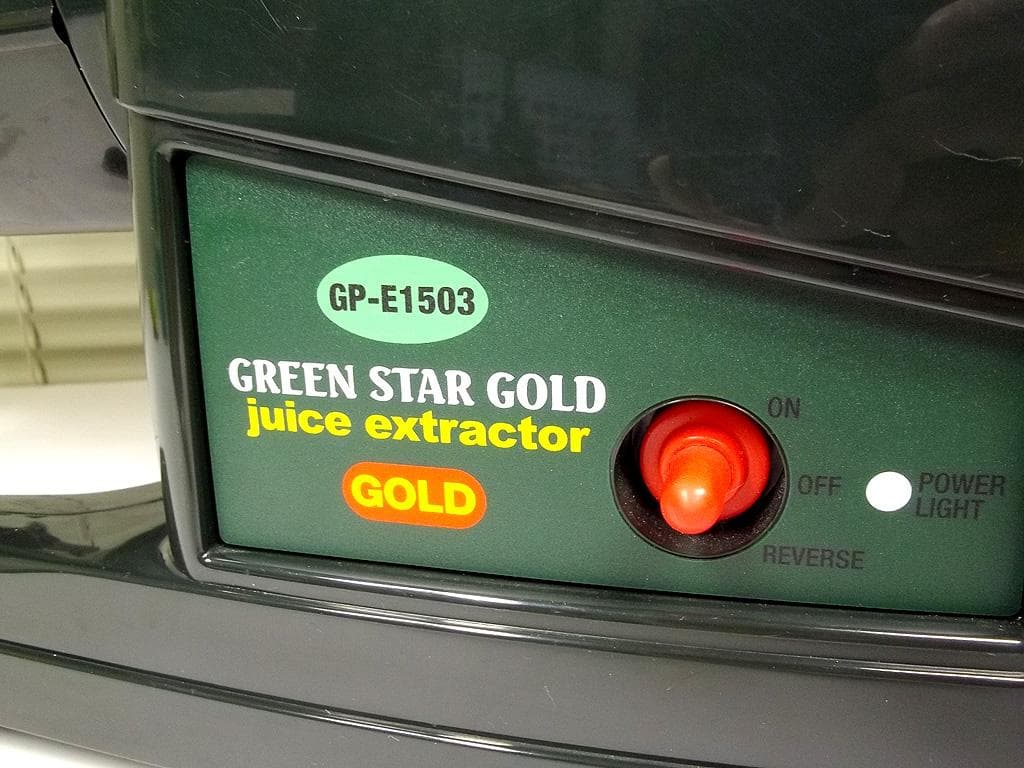 GP-E1503
GREEN STAR GOLD
juice extractor
GOLD
ON
OFF
REVERSE
POWER
LIGHT